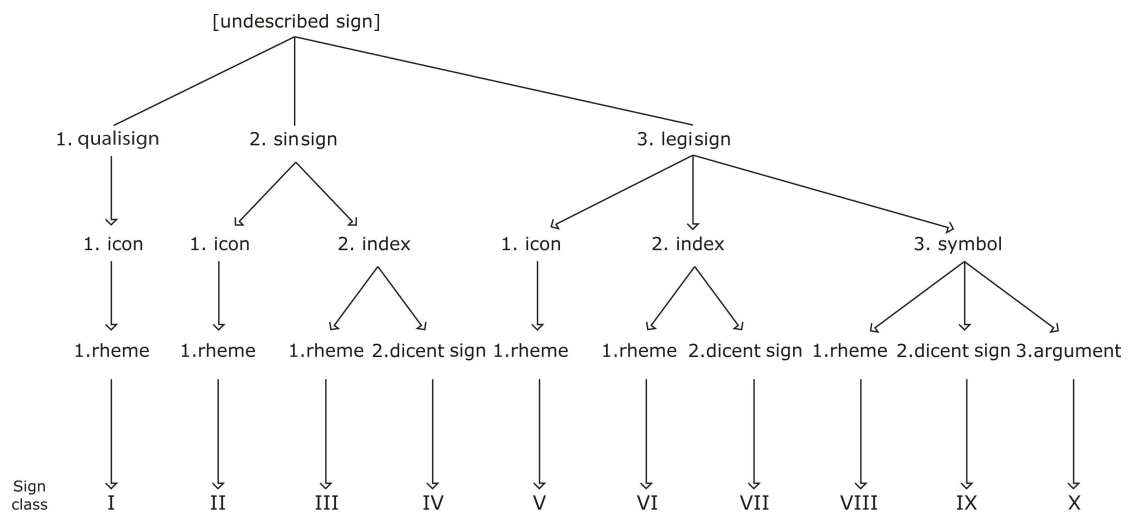 [undescribed sign]
1. qualisign 2. sinsign 3. legisign
1. icon 1. icon 2. index 1. icon 2. index 3. symbol
1.rheme 1.rheme 1.rheme 2.dicent sign 1.rheme 1.rheme 2.dicent sign 1.rheme 2.dicent sign 3.argument
Sign
class I II III IV V VI VII VIII IX X